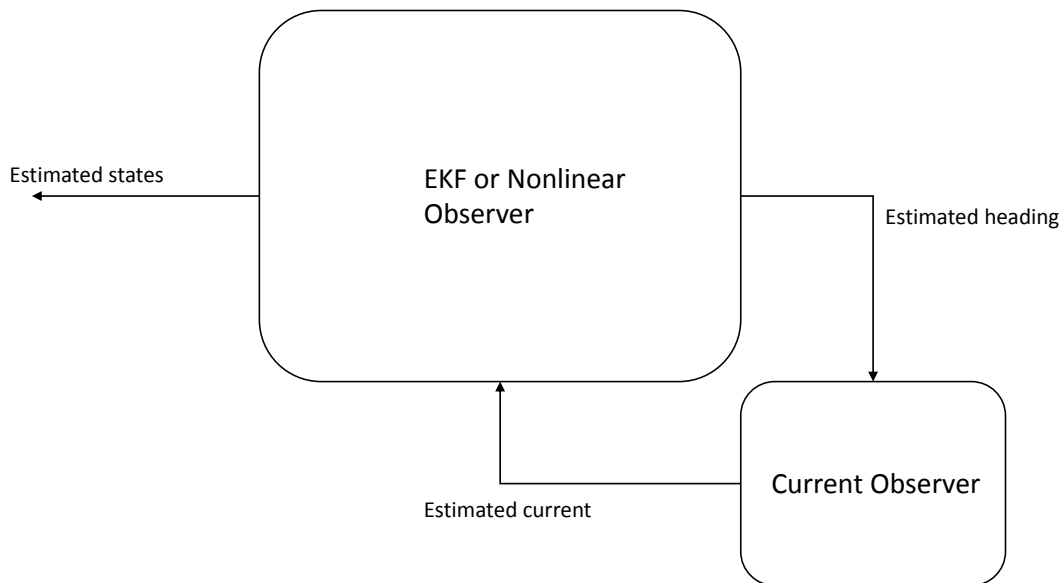 Estimated states
EKF or Nonlinear
Observer
Estimated heading
Current Observer
Estimated current